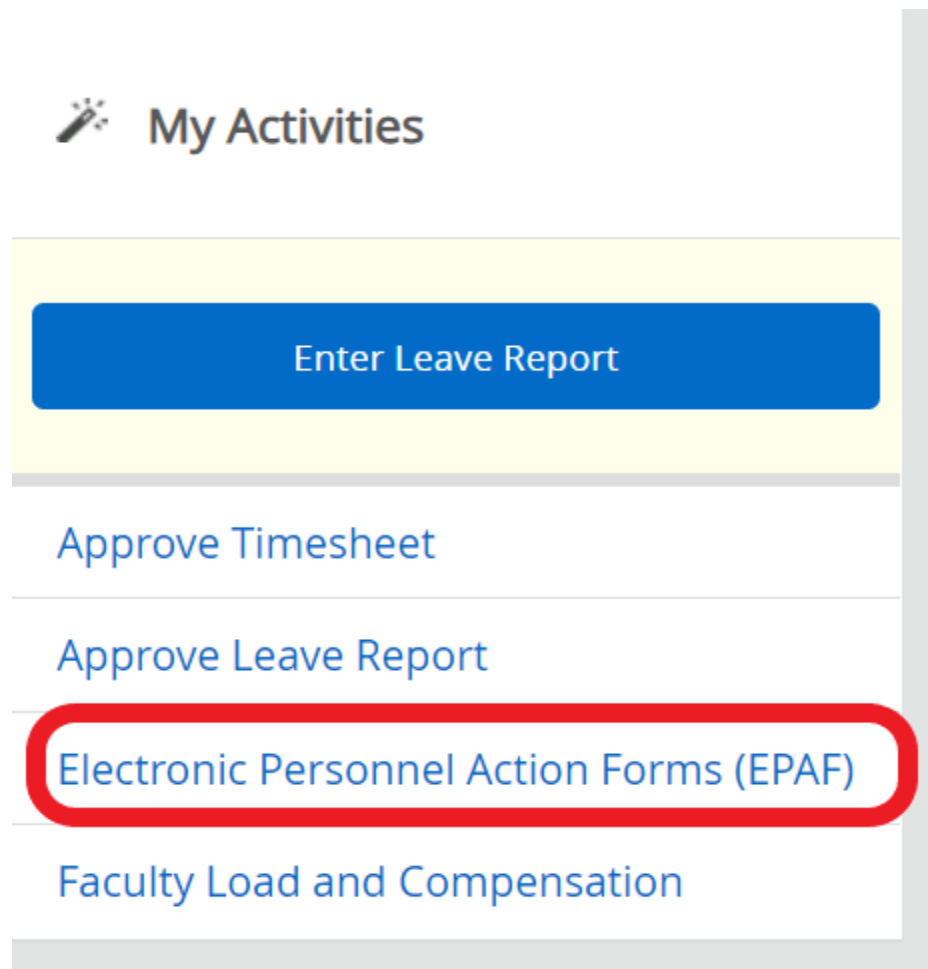 My Activities
Enter Leave Report
Approve Timesheet
Approve Leave Report
Electronic Personnel Action Forms (EPAF)
Faculty Load and Compensation